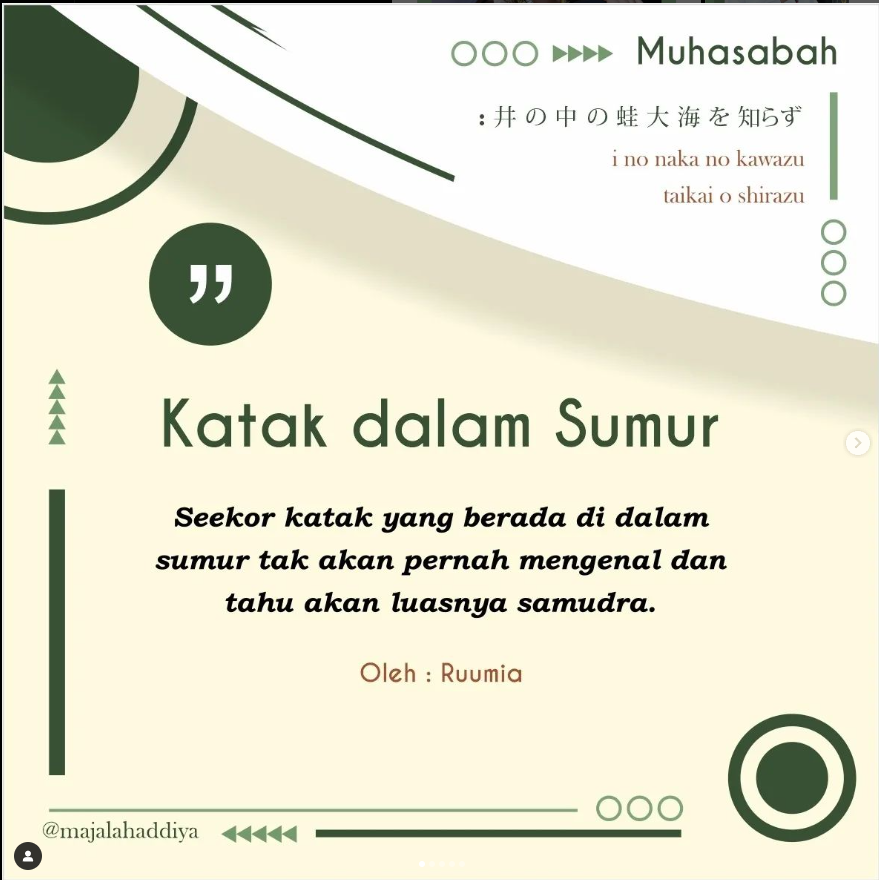 Muhasabah
: 井の中の蛙大海を知らず
i no naka no kawazu
taikai o shirazu
”
Katak dalam Sumur
Seekor katak yang berada di dalam
sumur tak akan pernah mengenal dan
tahu akan luasnya samudra.
Oleh : Ruumia
@majalahaddiya